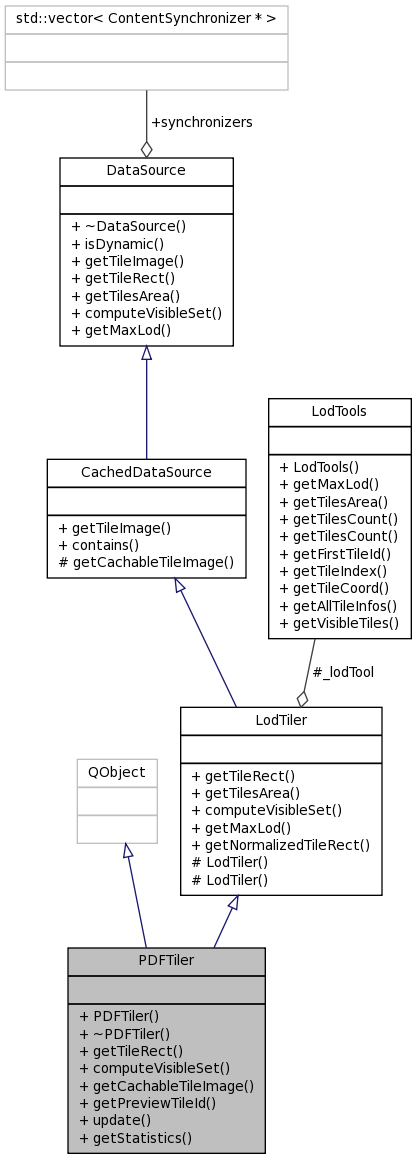 std::vector< ContentSynchronizer * >
+synchronizers
DataSource
+ ~DataSource()
+ isDynamic()
+ getTileImage()
+ getTileRect()
+ getTilesArea()
+ computeVisibleSet()
+ getMaxLod()
CachedDataSource
+ getTileImage()
+ contains()
# getCachableTileImage()
LodTools
+ LodTools()
+ getMaxLod()
+ getTilesArea()
+ getTilesCount()
+ getTilesCount()
+ getFirstTileId()
+ getTileIndex()
+ getTileCoord()
+ getAllTileInfos()
+ getVisibleTiles()
#_lodTool
LodTiler
+ getTileRect()
+ getTilesArea()
+ computeVisibleSet()
+ getMaxLod()
+ getNormalizedTileRect()
# LodTiler()
# LodTiler()
QObject
PDFTiler
+ PDFTiler()
+ ~PDFTiler()
+ getTileRect()
+ computeVisibleSet()
+ getCachableTileImage()
+ getPreviewTileId()
+ update()
+ getStatistics()